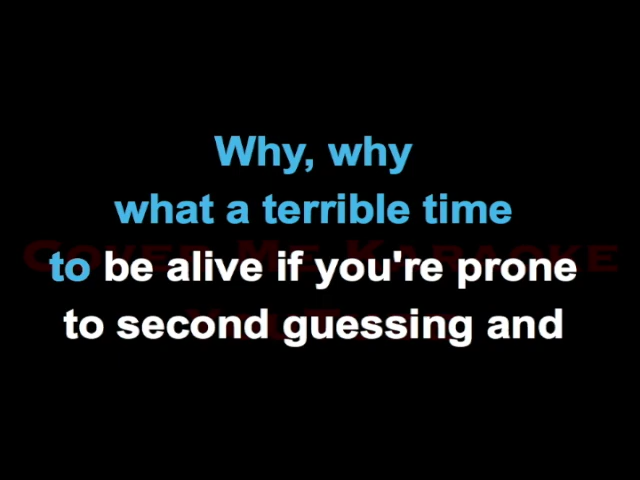 Why, why
what a terrible time
Cover Me Karaoke
to be alive if you're prone
to second guessing and
YouTube